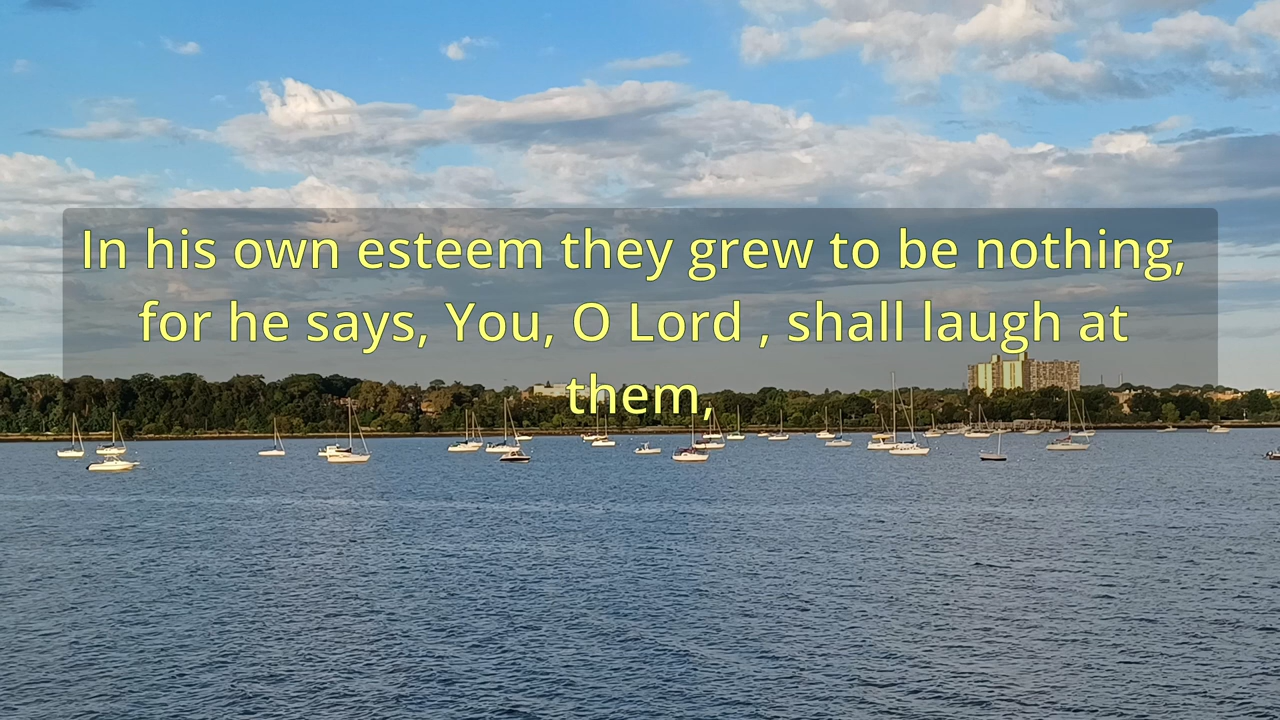 In his own esteem they grew to be nothing,
for he says, You, O Lord , shall laugh at
them,